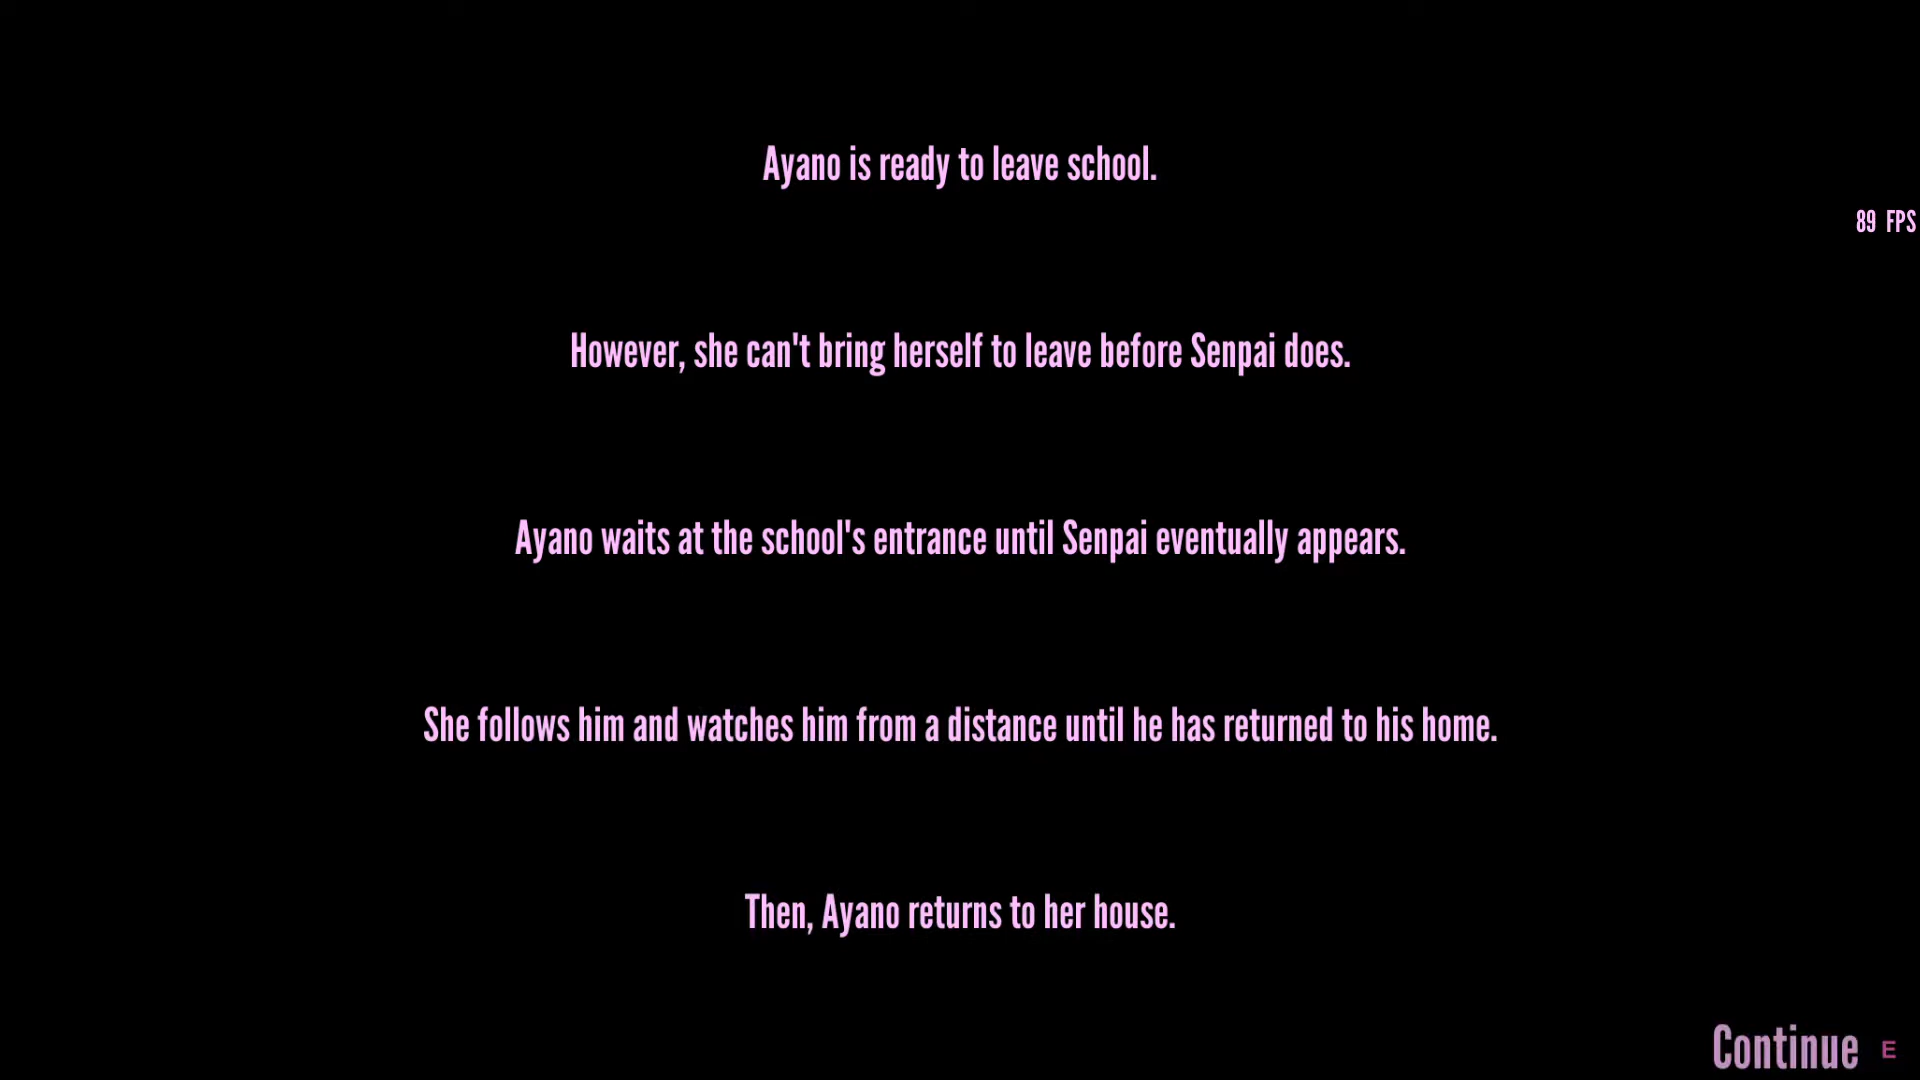 Ayano is ready to leave school.
89 FPS
However, she can't bring herself to leave before Senpai does.
Ayano waits at the school's entrance until Senpai eventually appears.
She follows him and watches him from a distance until he has returned to his home.
Then, Ayano returns to her house.
Continue E